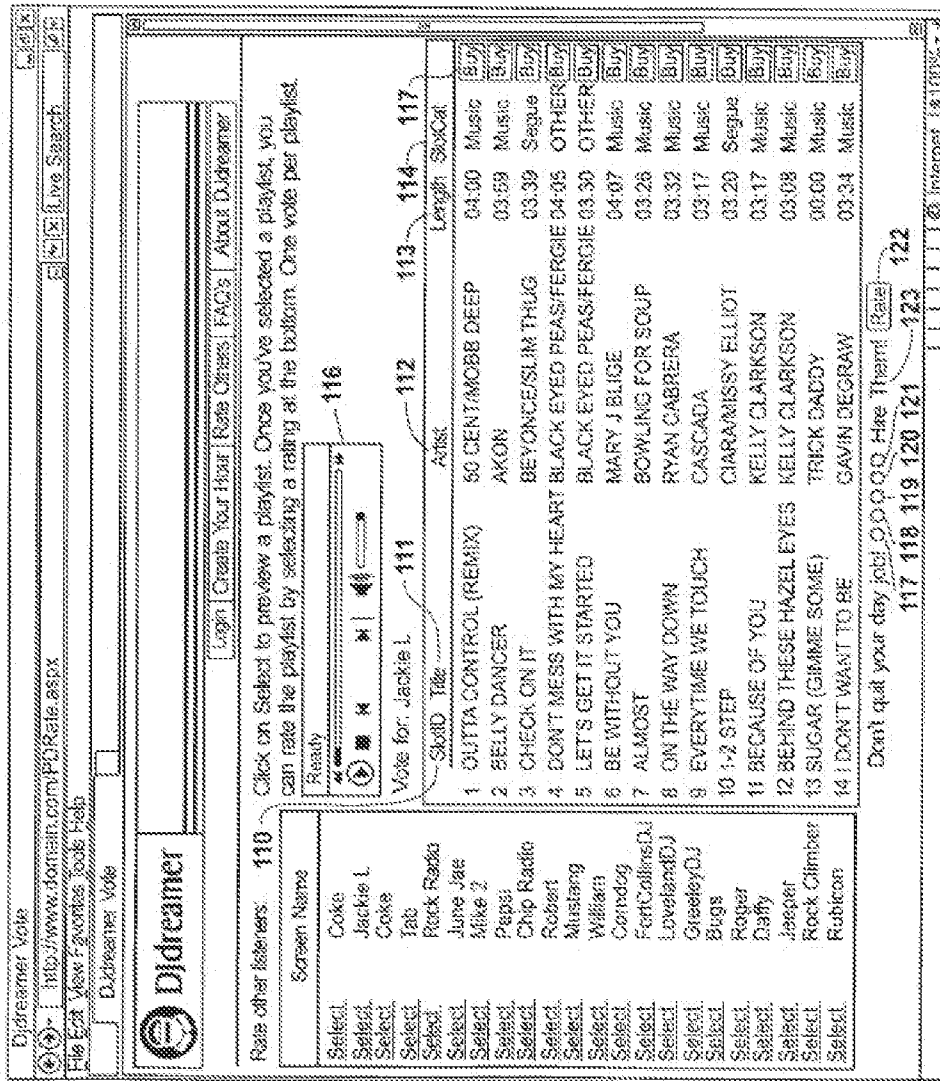 Djdreamer Vote
http://www.domain.com/PDRate.aspx
Live Search
File Edit View Favorites Tools Help
DJdreamer Vote
Djdreamer
Login Create Your Hour Rate Others FAQ's About DJdreamer
Rate other listeners:
110
Screen Name
Select Coke
Select Jackie L
Select Coke
Select Tab
Select Rack Radio
Select June Jae
Select Mike 2
Select Pepsi
Select Chip Radio
Select Robert
Select Mustang
Select William
Select Corndog
Select FortCollinsDJ
Select LovelandDJ
Select GreeleyDJ
Select Bugs
Select Roger
Select Daffy
Select Jeeper
Select Rock Climber
Select Rubicon
Click on Select to preview a playlist. Once you've selected a playlist, you
can rate the playlist by selecting a rating at the bottom. One vote per playlist.
Ready
116
Vote for: Jackie L
111
112
113
114
117
SlotID Title Artist Length SlotCat
1 OUTTA CONTROL (REMIX) 50 CENT/MOBB DEEP 04:00 Music Buy
2 BELLY DANCER AKON 03:59 Music Buy
3 CHECK ON IT BEYONCE/SLIM THUG 03:39 Segue Buy
4 DON'T MESS WITH MY HEART BLACK EYED PEAS/FERGIE 04:05 OTHER Buy
5 LET'S GET IT STARTED BLACK EYED PEAS/FERGIE 03:30 OTHER Buy
6 BE WITHOUT YOU MARY J BLIGE 04:07 Music Buy
7 ALMOST BOWLING FOR SOUP 03:26 Music Buy
8 ON THE WAY DOWN RYAN CABRERA 03:32 Music Buy
9 EVERYTIME WE TOUCH CASCADA 03:17 Music Buy
10 1-2 STEP CIARA/MISSY ELLIOT 03:20 Segue Buy
11 BECAUSE OF YOU KELLY CLARKSON 03:17 Music Buy
12 BEHIND THESE HAZEL EYES KELLY CLARKSON 03:08 Music Buy
13 SUGAR (GIMME SOME) TRICK DADDY 00:00 Music Buy
14 I DON'T WANT TO BE GAVIN DEGRAW 03:34 Music Buy
Don't quit your day job! Hire Them! Rate
117 118 119 120 121 123 122
Internet 100%